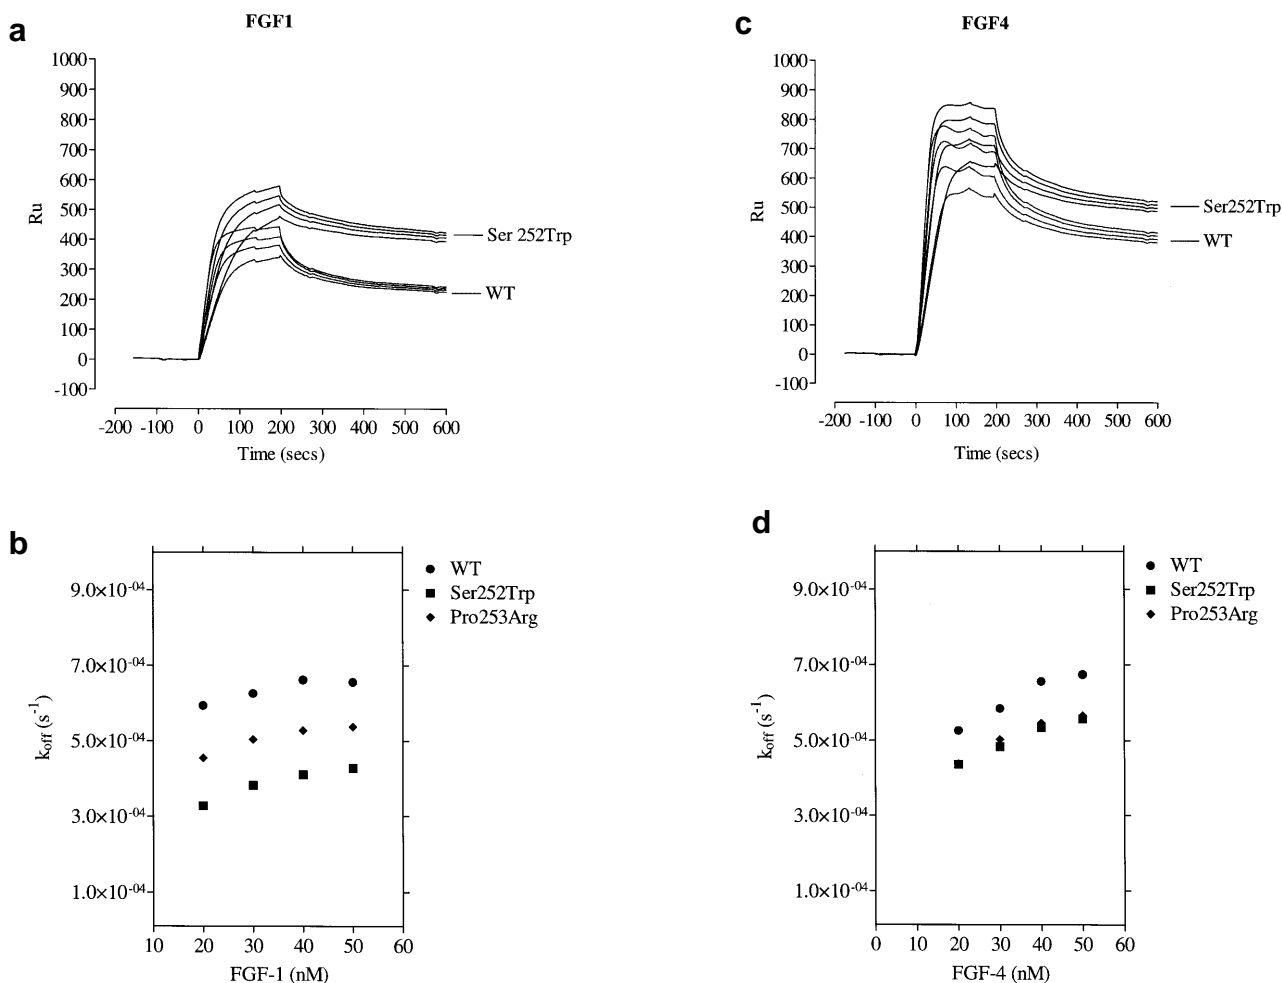 a
FGF1
1000
900
800
700
600
500
400
300
200
100
0
-100
Ru
Ser 252Trp
WT
-200 -100 0 100 200 300 400 500 600
Time (secs)
c
FGF4
1000
900
800
700
600
500
400
300
200
100
0
-100
Ru
Ser252Trp
WT
-200 -100 0 100 200 300 400 500 600
Time (secs)
b
9.0×10-04
7.0×10-04
5.0×10-04
3.0×10-04
1.0×10-04
koff (s-1)
WT
Ser252Trp
Pro253Arg
10 20 30 40 50 60
FGF-1 (nM)
d
9.0×10-04
7.0×10-04
5.0×10-04
3.0×10-04
1.0×10-04
koff (s-1)
WT
Ser252Trp
Pro253Arg
0 10 20 30 40 50 60
FGF-4 (nM)